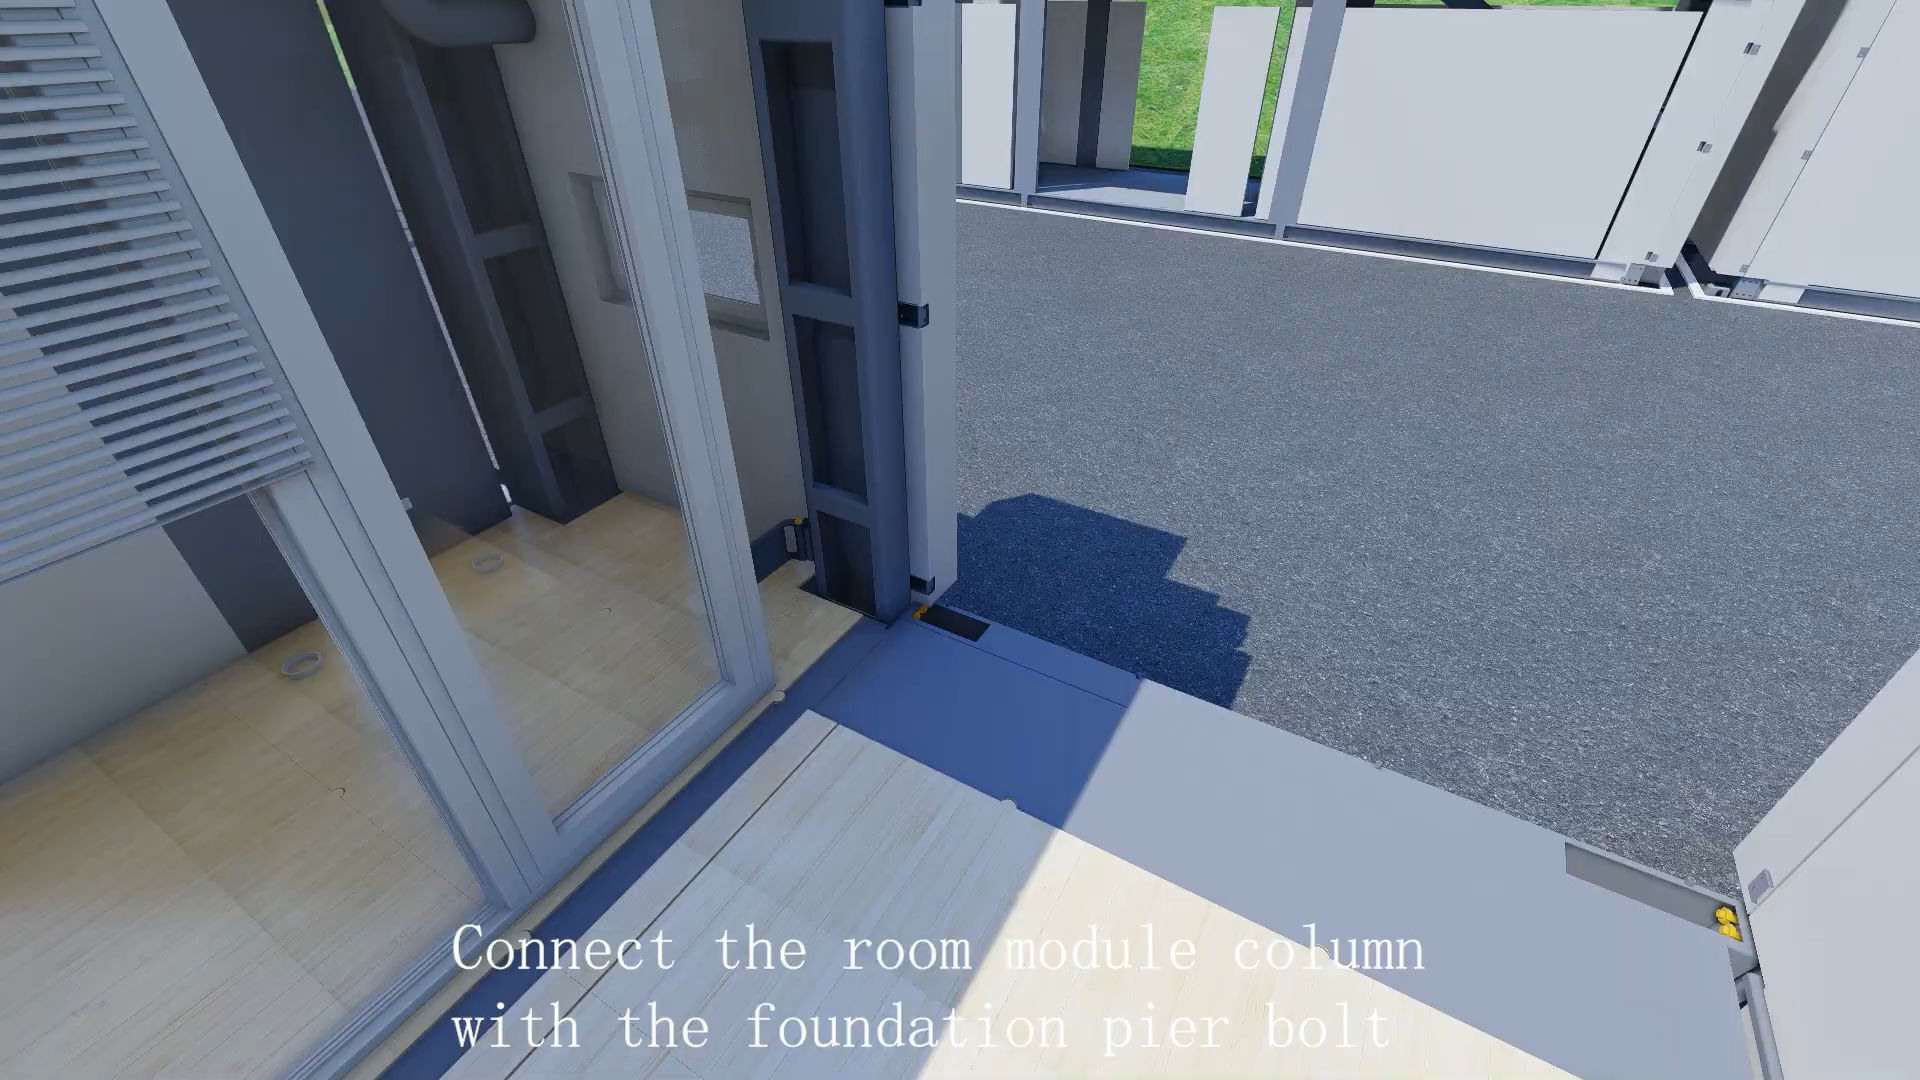 Connect the room module column
with the foundation pier bolt